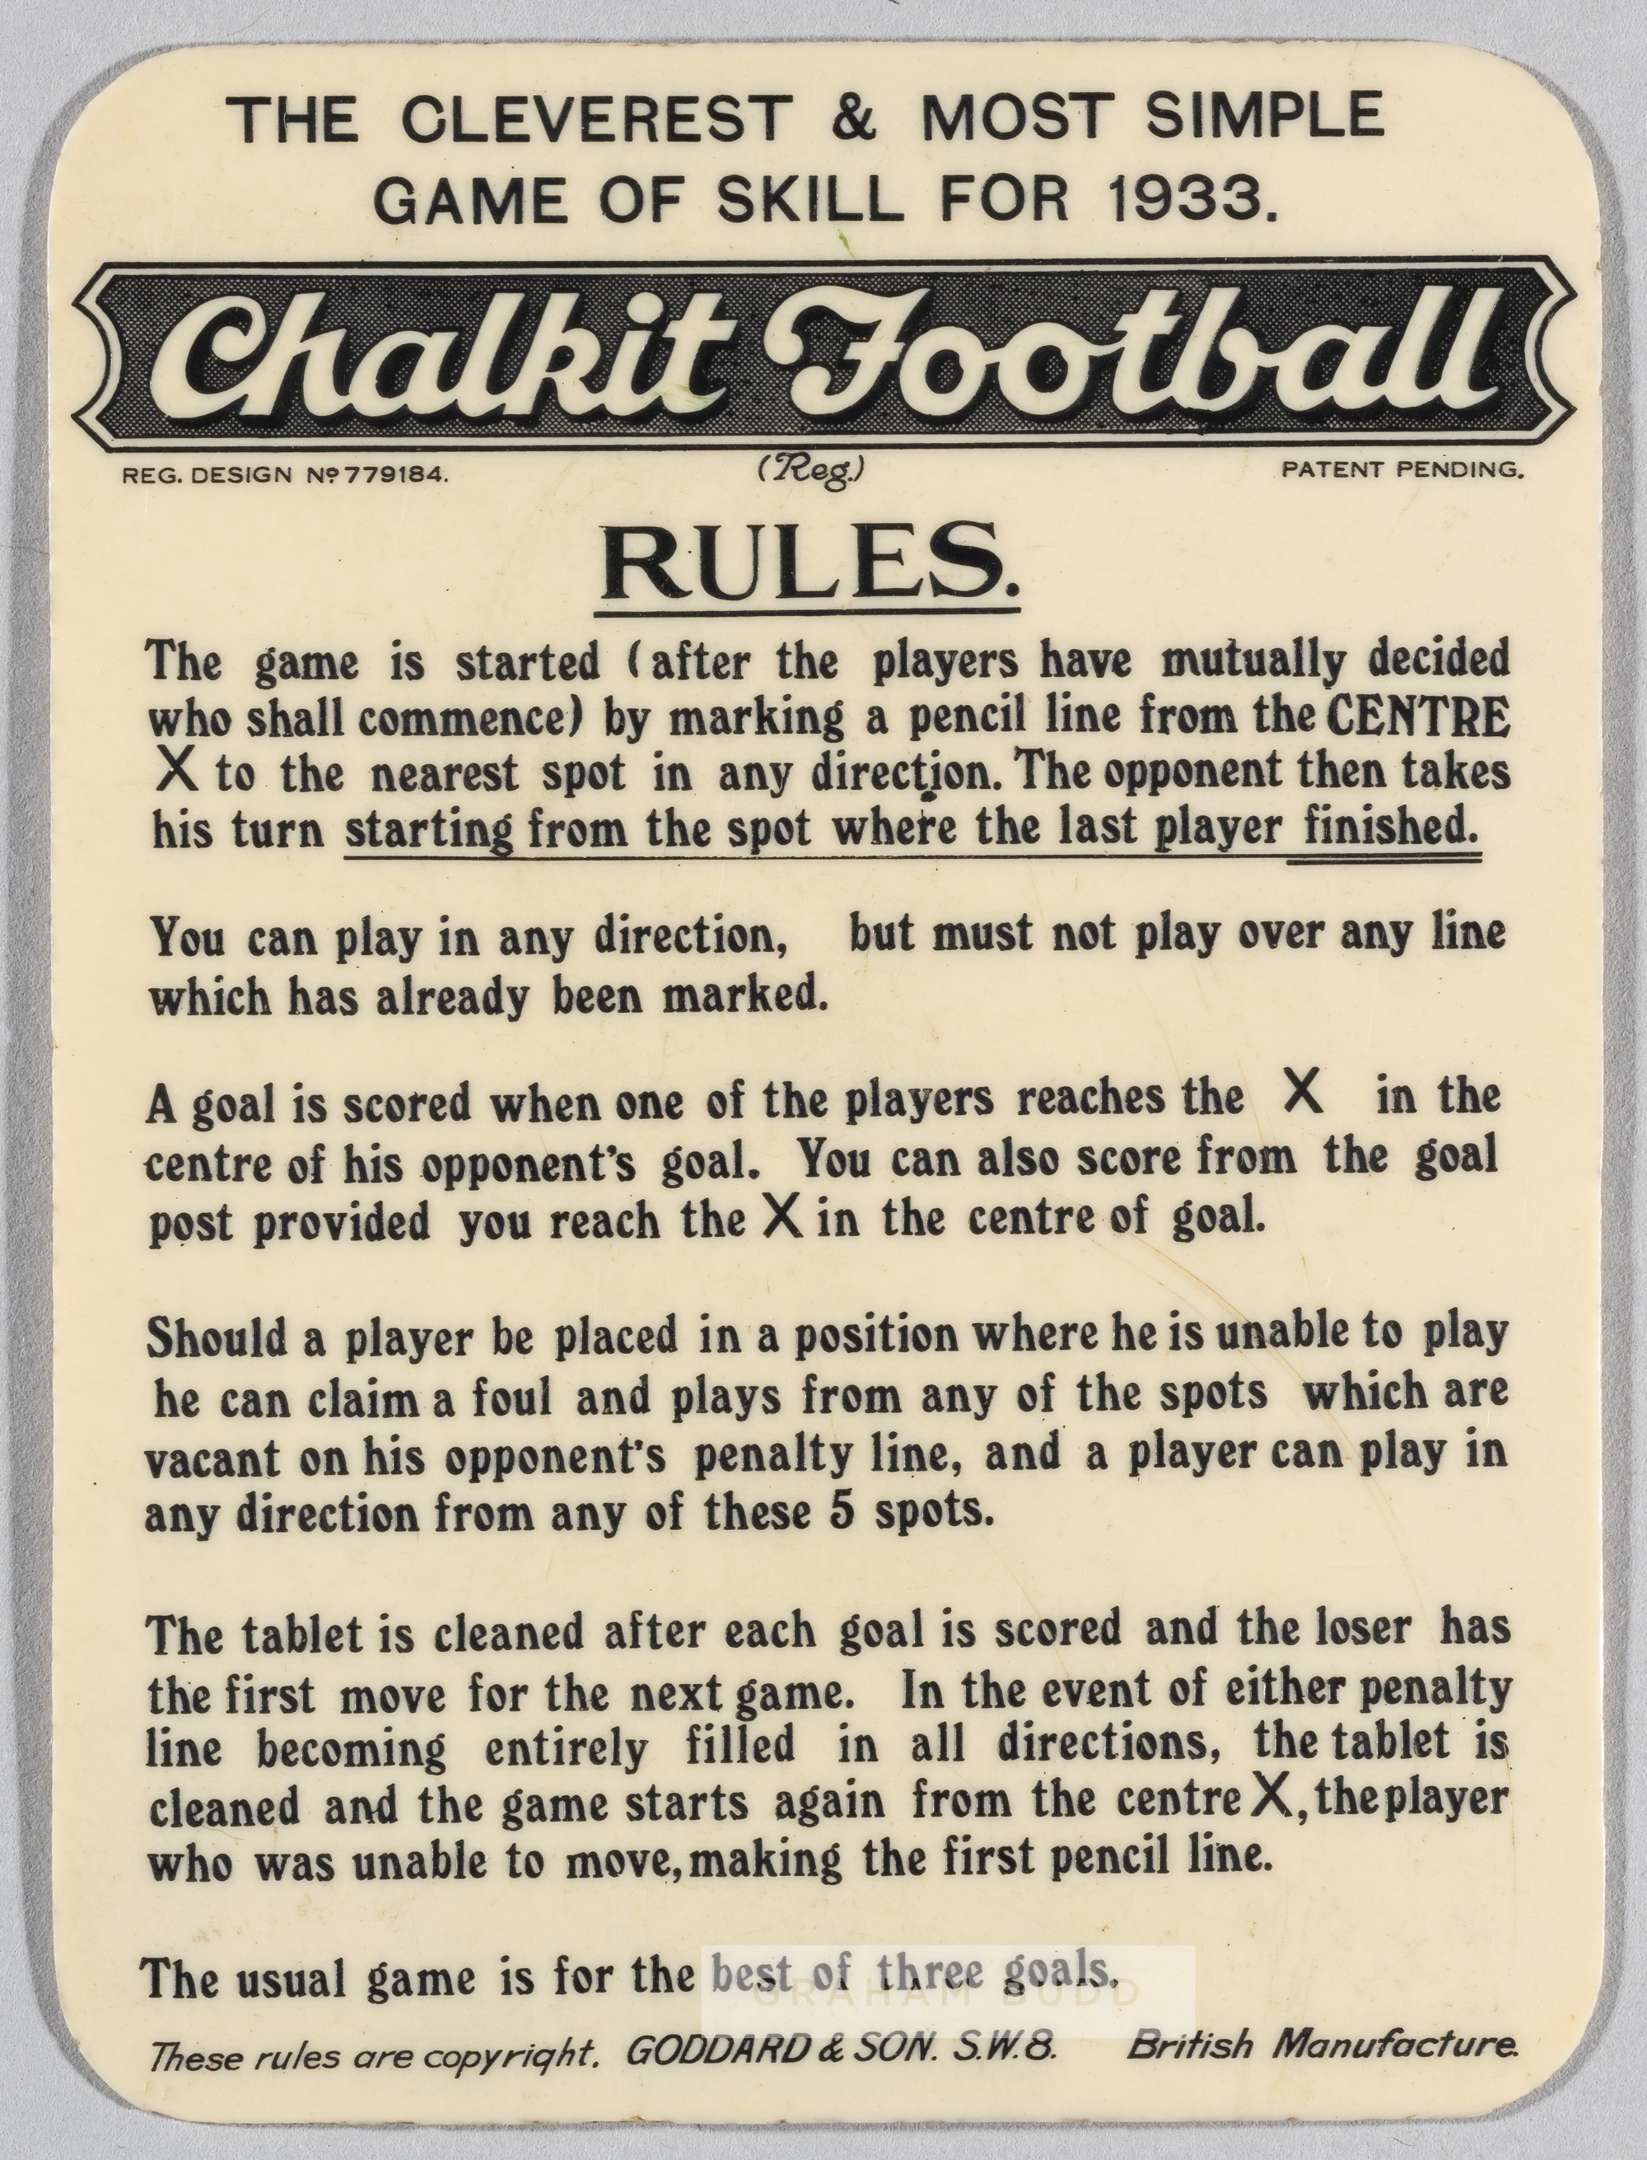 THE CLEVEREST & MOST SIMPLE
GAME OF SKILL FOR 1933.
Chalkit Football
REG. DESIGN Nº 779184. (Reg.) PATENT PENDING.
RULES.
The game is started (after the players have mutually decided
who shall commence) by marking a pencil line from the CENTRE
X to the nearest spot in any direction. The opponent then takes
his turn starting from the spot where the last player finished.
You can play in any direction, but must not play over any line
which has already been marked.
A goal is scored when one of the players reaches the X in the
centre of his opponent's goal. You can also score from the goal
post provided you reach the X in the centre of goal.
Should a player be placed in a position where he is unable to play
he can claim a foul and plays from any of the spots which are
vacant on his opponent's penalty line, and a player can play in
any direction from any of these 5 spots.
The tablet is cleaned after each goal is scored and the loser has
the first move for the next game. In the event of either penalty
line becoming entirely filled in all directions, the tablet is
cleaned and the game starts again from the centre X, the player
who was unable to move, making the first pencil line.
The usual game is for the best of three goals.
GRAHAM BUDD
These rules are copyright. GODDARD & SON. S.W.8. British Manufacture.